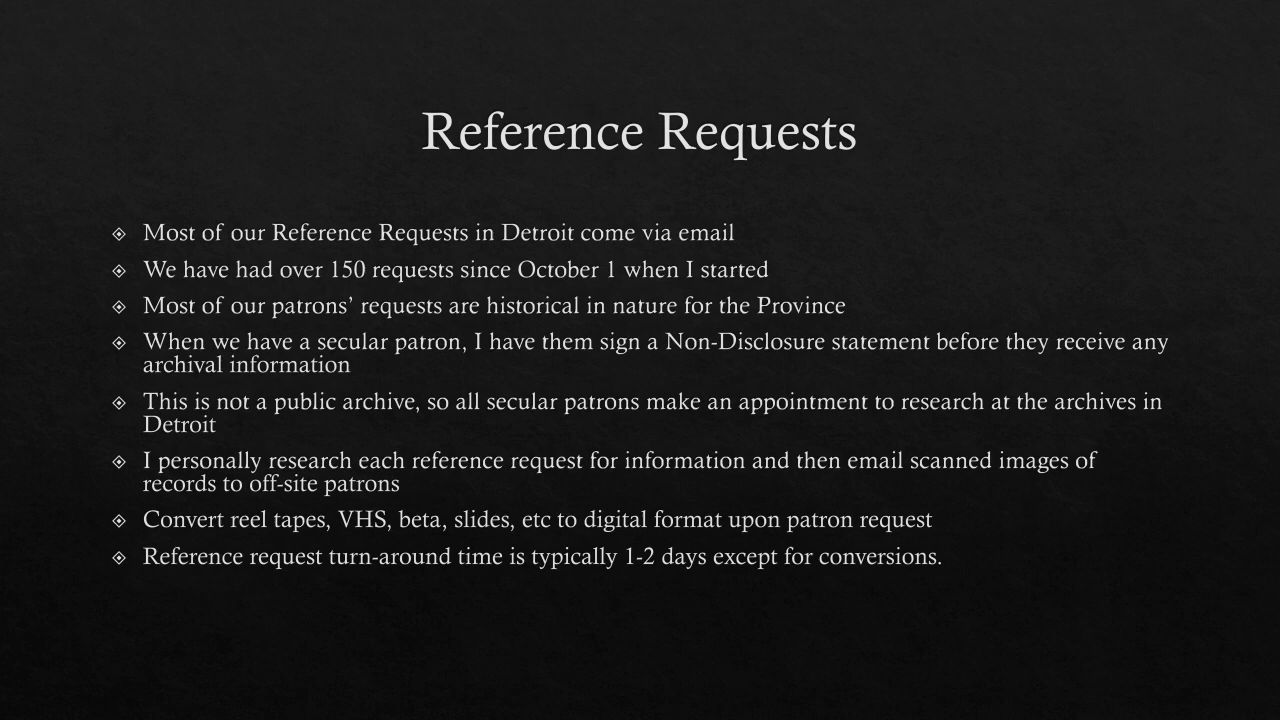 Reference Requests
Most of our Reference Requests in Detroit come via email
We have had over 150 requests since October 1 when I started
Most of our patrons’ requests are historical in nature for the Province
When we have a secular patron, I have them sign a Non-Disclosure statement before they receive any
archival information
This is not a public archive, so all secular patrons make an appointment to research at the archives in
Detroit
I personally research each reference request for information and then email scanned images of
records to off-site patrons
Convert reel tapes, VHS, beta, slides, etc to digital format upon patron request
Reference request turn-around time is typically 1-2 days except for conversions.